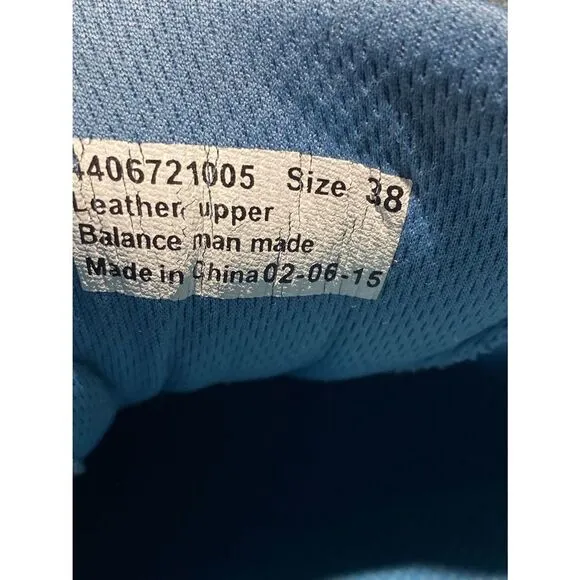 4406721005 Size 38
Leather upper
Balance man made
Made in China 02-06-15